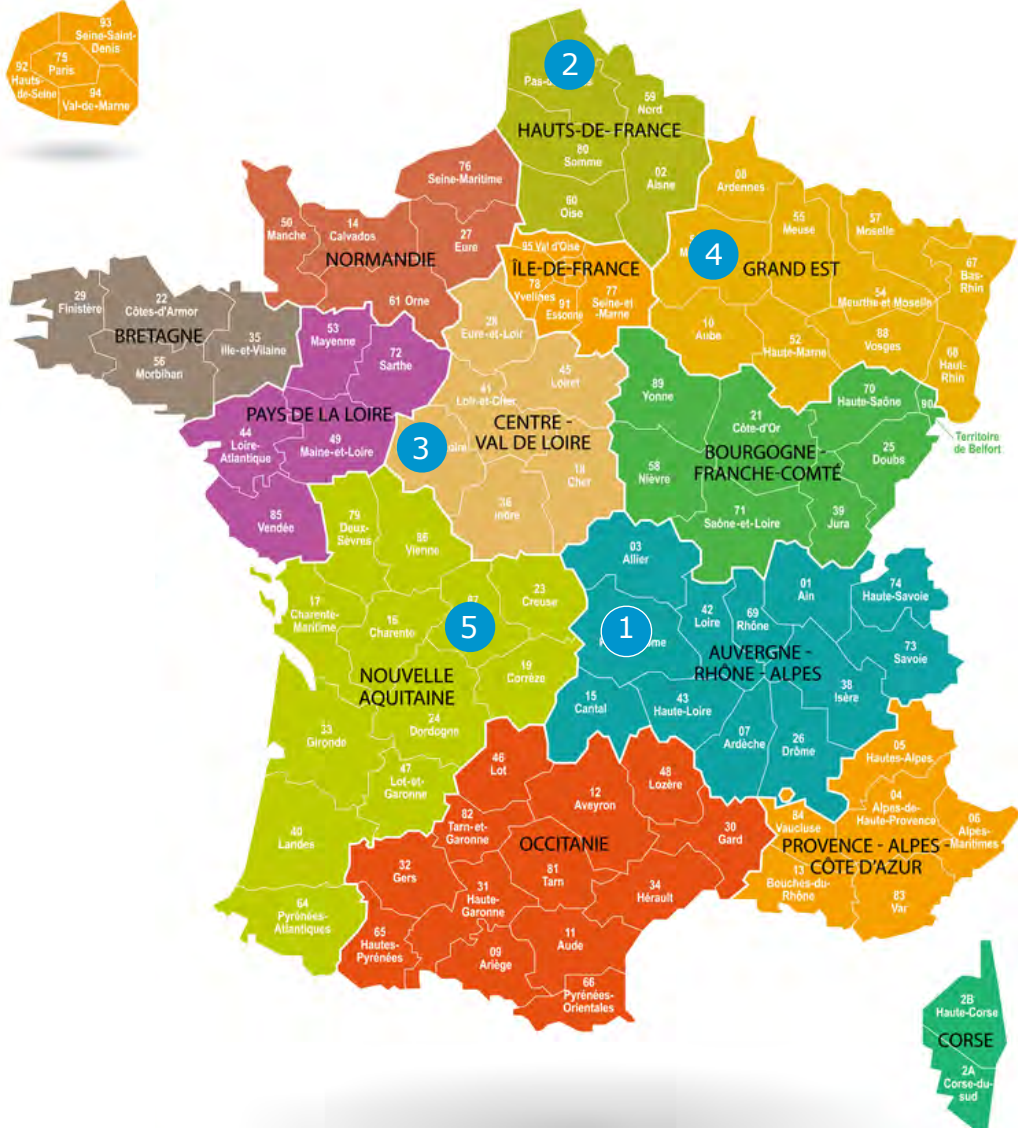 93
Seine-Saint-
Denis
75
Paris
92
Hauts-
de-Seine
94
Val-de-Marne
2
59
Nord
HAUTS-DE-FRANCE
80
Somme
02
Aisne
60
Oise
76
Seine-Maritime
50
Manche
14
Calvados
27
Eure
NORMANDIE
61 Orne
95 Val d'Oise
ÎLE-DE-FRANCE
78
Yvelines
91
Essonne
77
Seine-et
-Marne
08
Ardennes
55
Meuse
57
Moselle
4
GRAND EST
67
Bas-
Rhin
54
Meurthe et Moselle
10
Aube
52
Haute-Marne
88
Vosges
68
Haut-
Rhin
29
Finistère
22
Côtes-d'Armor
BRETAGNE
35
Ille-et-Vilaine
56
Morbihan
53
Mayenne
72
Sarthe
PAYS DE LA LOIRE
44
Loire-
Atlantique
49
Maine-et-Loire
85
Vendée
28
Eure-et-Loir
45
Loiret
41
Loir-et-Cher
CENTRE -
VAL DE LOIRE
3
18
Cher
36
Indre
89
Yonne
21
Côte-d'Or
70
Haute-Saône
90
Territoire
de Belfort
BOURGOGNE -
FRANCHE-COMTÉ
25
Doubs
58
Nièvre
71
Saône-et-Loire
39
Jura
79
Deux-
Sèvres
86
Vienne
17
Charente-
Maritime
16
Charente
87
5
23
Creuse
19
Corrèze
NOUVELLE
AQUITAINE
24
Dordogne
33
Gironde
47
Lot-et-
Garonne
40
Landes
64
Pyrénées-
Atlantiques
03
Allier
1
42
Loire
69
Rhône
01
Ain
74
Haute-Savoie
73
Savoie
AUVERGNE -
RHÔNE - ALPES
38
Isère
15
Cantal
43
Haute-Loire
07
Ardèche
26
Drôme
46
Lot
12
Aveyron
48
Lozère
82
Tarn-et-
Garonne
OCCITANIE
30
Gard
32
Gers
81
Tarn
31
Haute-
Garonne
34
Hérault
65
Hautes-
Pyrénées
09
Ariège
11
Aude
66
Pyrénées-
Orientales
05
Hautes-Alpes
04
Alpes-de-
Haute-Provence
06
Alpes-
Maritimes
84
Vaucluse
PROVENCE - ALPES -
CÔTE D'AZUR
13
Bouches-du-
Rhône
83
Var
2B
Haute-Corse
CORSE
2A
Corse-du-
sud